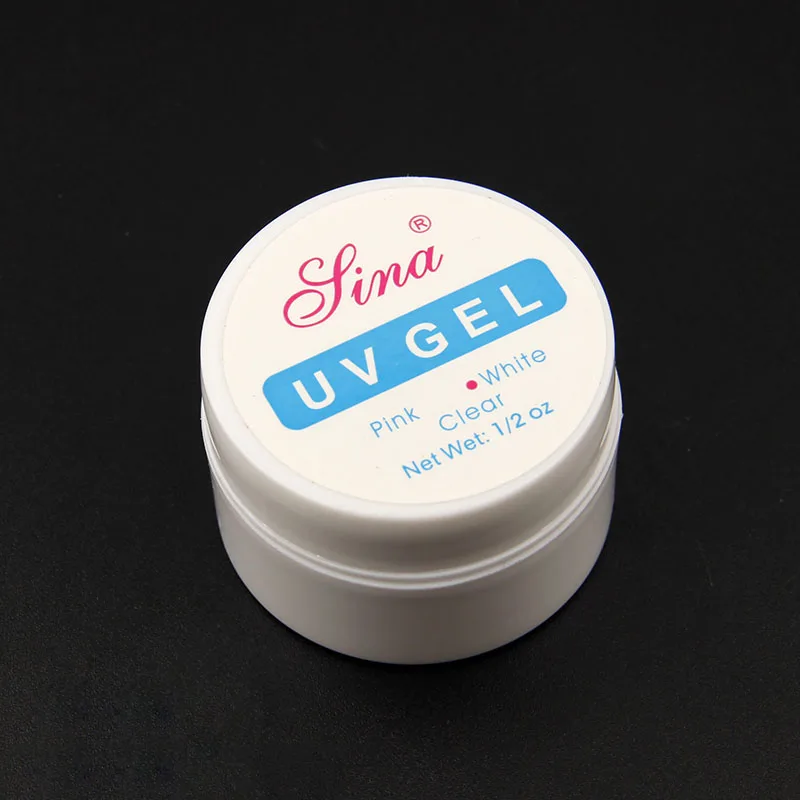 Sina®
UV GEL
Pink •White
Clear
Net Wet: 1/2 oz